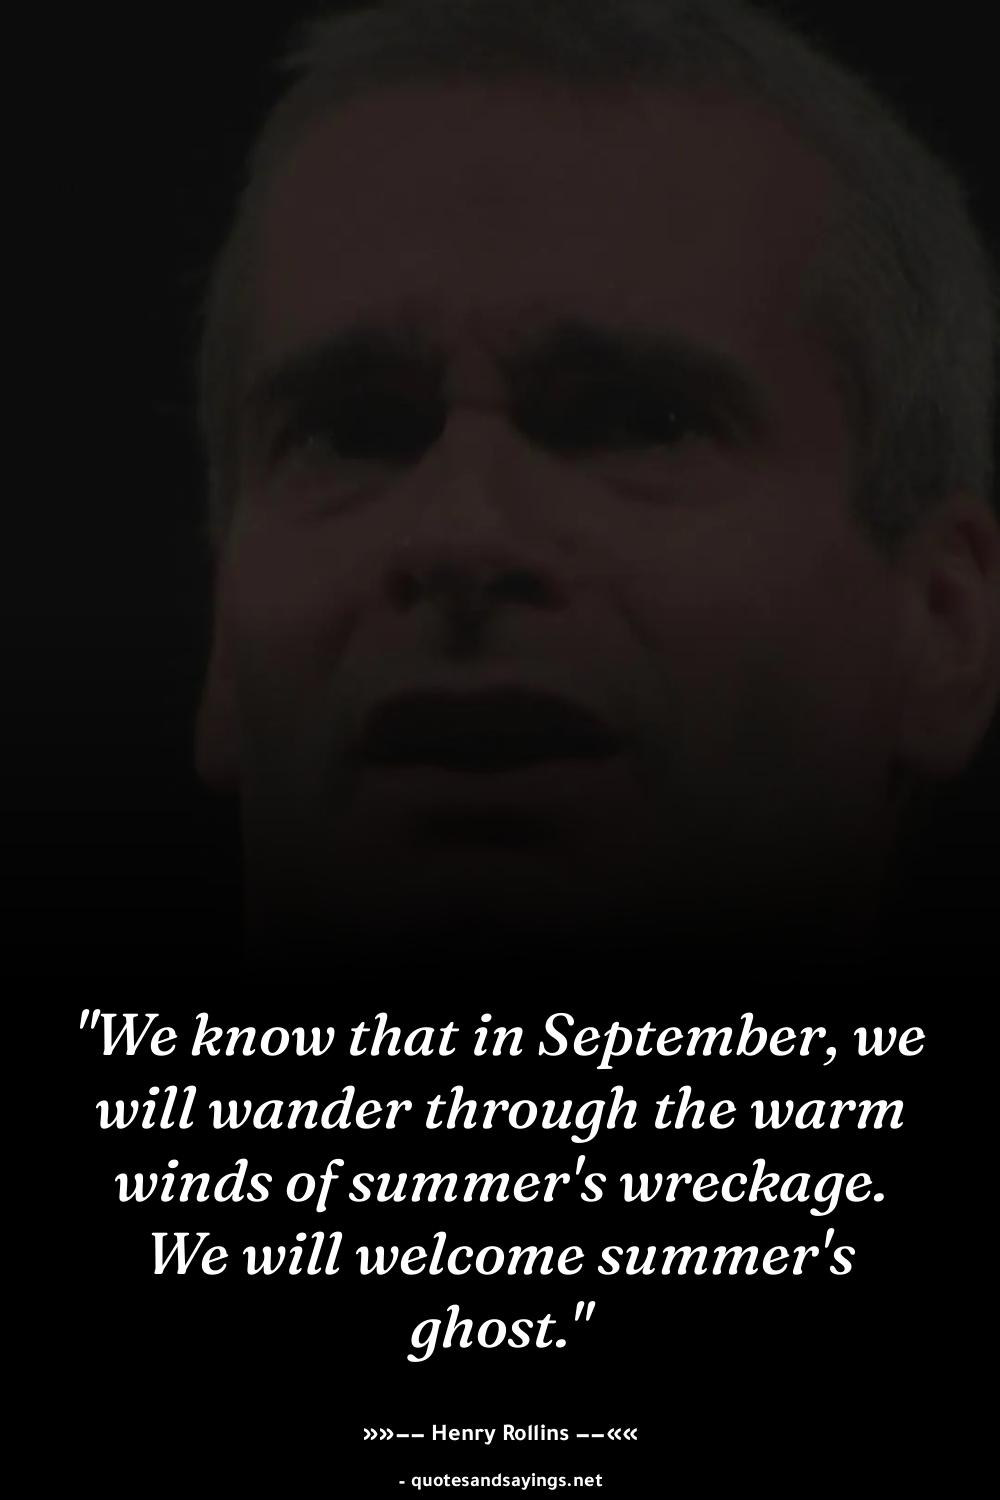 "We know that in September, we
will wander through the warm
winds of summer's wreckage.
We will welcome summer's
ghost."
»»—— Henry Rollins ——««
- quotesandsayings.net